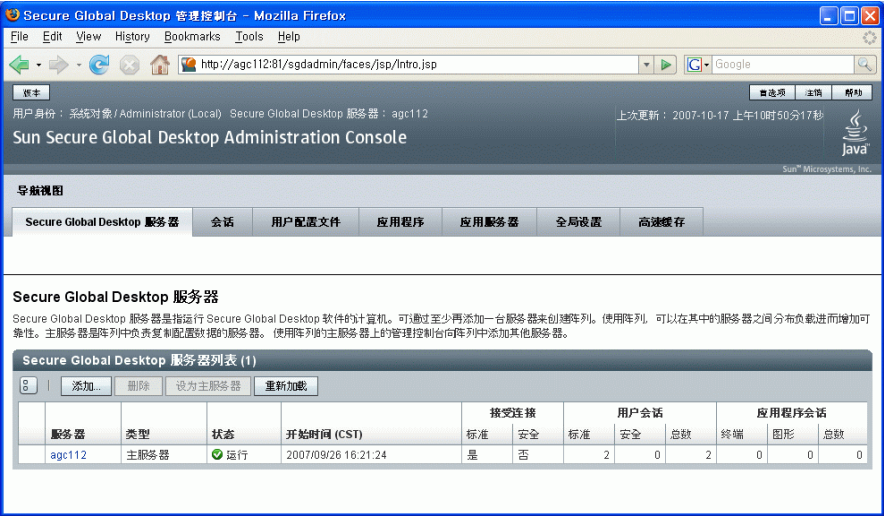 Secure Global Desktop 管理控制台 - Mozilla Firefox
File Edit View History Bookmarks Tools Help
http://agc112:81/sgdadmin/faces/jsp/Intro.jsp
G Google
版本
首选项 注销 帮助
用户身份： 系统对象 / Administrator (Local) Secure Global Desktop 服务器： agc112
上次更新： 2007-10-17 上午10时50分17秒
Sun Secure Global Desktop Administration Console
Java™
Sun™ Microsystems, Inc.
导航视图
Secure Global Desktop 服务器 会话 用户配置文件 应用程序 应用服务器 全局设置 高速缓存
Secure Global Desktop 服务器
Secure Global Desktop 服务器是指运行 Secure Global Desktop 软件的计算机。可通过至少再添加一台服务器来创建阵列。使用阵列，可以在其中的服务器之间分布负载进而增加可
靠性。主服务器是阵列中负责复制配置数据的服务器。 使用阵列的主服务器上的管理控制台向阵列中添加其他服务器。
Secure Global Desktop 服务器列表 (1)
添加... 删除 设为主服务器 重新加载
接受连接 用户会话 应用程序会话
服务器 类型 状态 开始时间 (CST) 标准 安全 标准 安全 总数 终端 图形 总数
agc112 主服务器 运行 2007/09/26 16:21:24 是 否 2 0 2 0 0 0